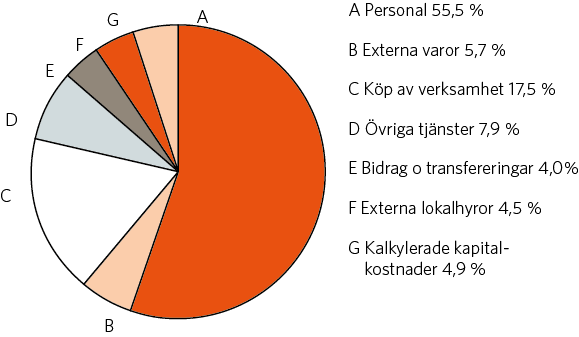 A
B
C
D
E
F
G
A Personal 55,5 %
B Externa varor 5,7 %
C Köp av verksamhet 17,5 %
D Övriga tjänster 7,9 %
E Bidrag o transfereringar 4,0%
F Externa lokalhyror 4,5 %
G Kalkylerade kapital-
kostnader 4,9 %